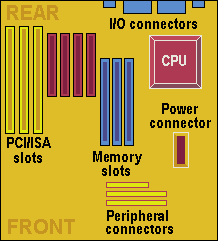 REAR
I/O connectors
CPU
Power
connector
PCI/ISA
slots
Memory
slots
Peripheral
connectors
FRONT